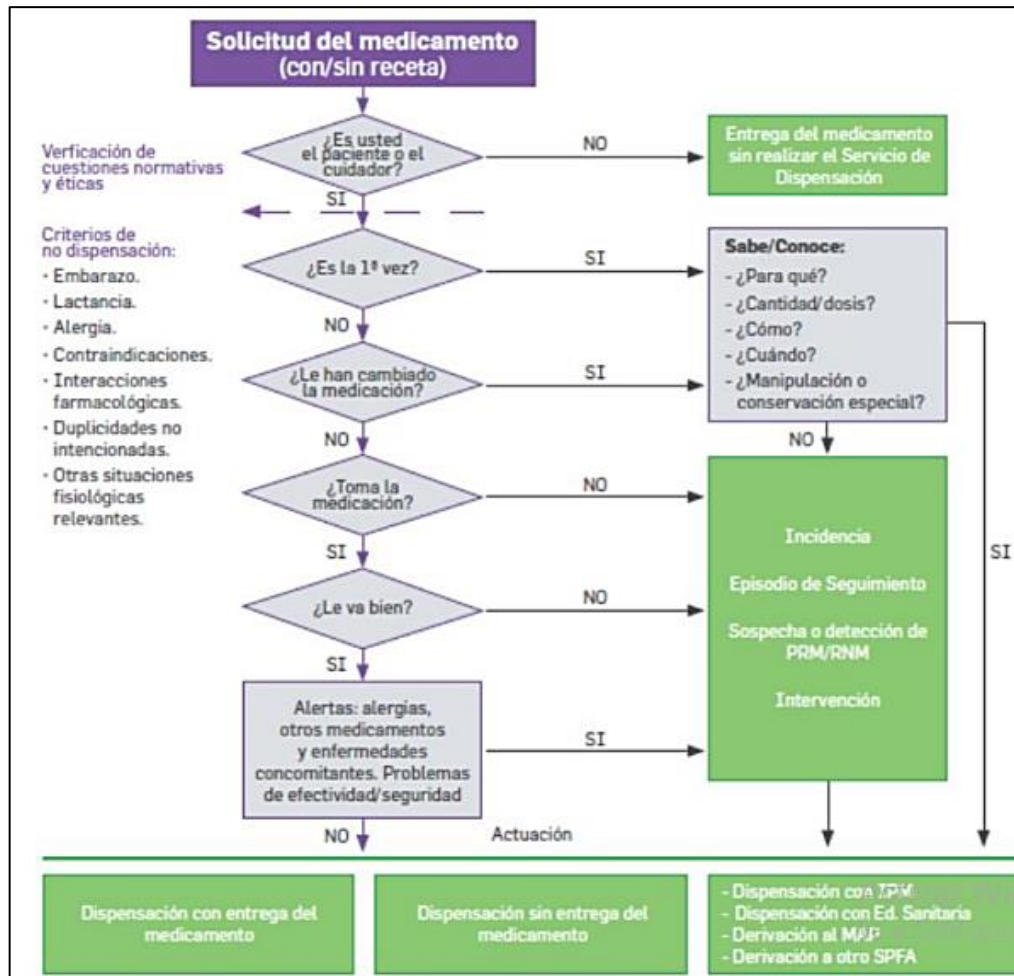 Solicitud del medicamento
(con/sin receta)
¿Es usted
el paciente o el
cuidador?
NO
Entrega del medicamento
sin realizar el Servicio de
Dispensación
Verficación de
cuestiones normativas
y éticas
SI
Criterios de
no dispensación:
· Embarazo.
· Lactancia.
· Alergia.
· Contraindicaciones.
· Interacciones
farmacológicas.
· Duplicidades no
intencionadas.
· Otras situaciones
fisiológicas
relevantes.
¿Es la 1ª vez?
SI
NO
Sabe/Conoce:
- ¿Para qué?
- ¿Cantidad/dosis?
- ¿Cómo?
- ¿Cuándo?
- ¿Manipulación o
conservación especial?
¿Le han cambiado
la medicación?
SI
NO
NO
SI
¿Toma la
medicación?
NO
SI
Incidencia
Episodio de Seguimiento
Sospecha o detección de
PRM/RNM
Intervención
¿Le va bien?
NO
SI
Alertas: alergias,
otros medicamentos
y enfermedades
concomitantes. Problemas
de efectividad/seguridad
SI
NO
Actuación
Dispensación con entrega del
medicamento
Dispensación sin entrega del
medicamento
- Dispensación con
- Dispensación con Ed. Sanitaria
- Derivación al MAP
- Derivación a otro SPFA